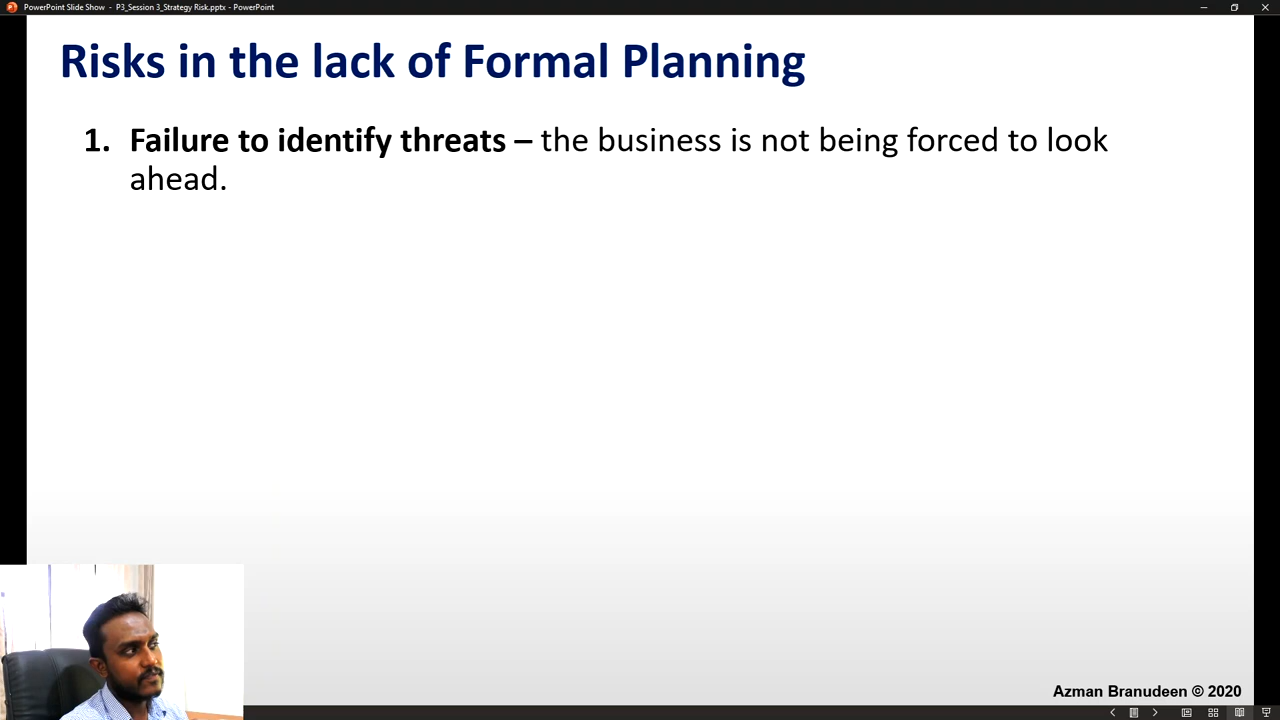 PowerPoint Slide Show - P3_Session 3_Strategy Risk.pptx - PowerPoint
Risks in the lack of Formal Planning
1. Failure to identify threats – the business is not being forced to look
ahead.
Azman Branudeen © 2020